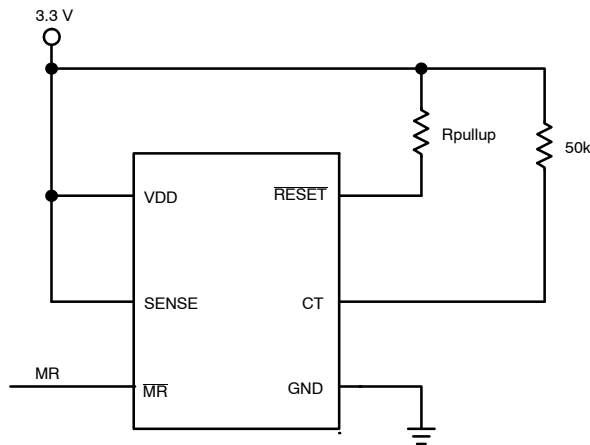 3.3 V
Rpullup
50k
VDD
RESET
SENSE
CT
MR
MR
GND